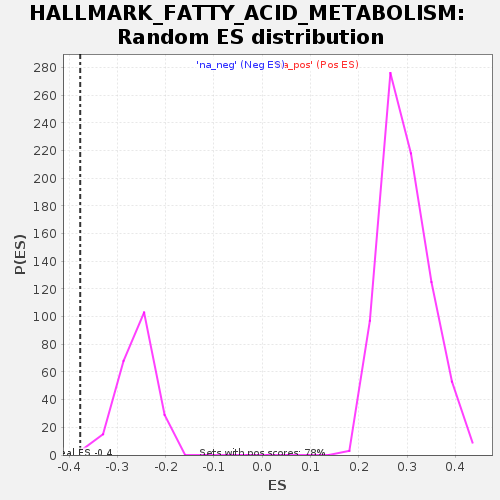 HALLMARK_FATTY_ACID_METABOLISM:
Random ES distribution
'na_neg' (Neg ES) a_pos' (Pos ES)
280
260
240
220
200
180
160
140
120
100
80
60
40
20
0
P(ES)
al ES -0.4
Sets with pos scores: 78%
-0.4 -0.3 -0.2 -0.1 0.0 0.1 0.2 0.3 0.4
ES